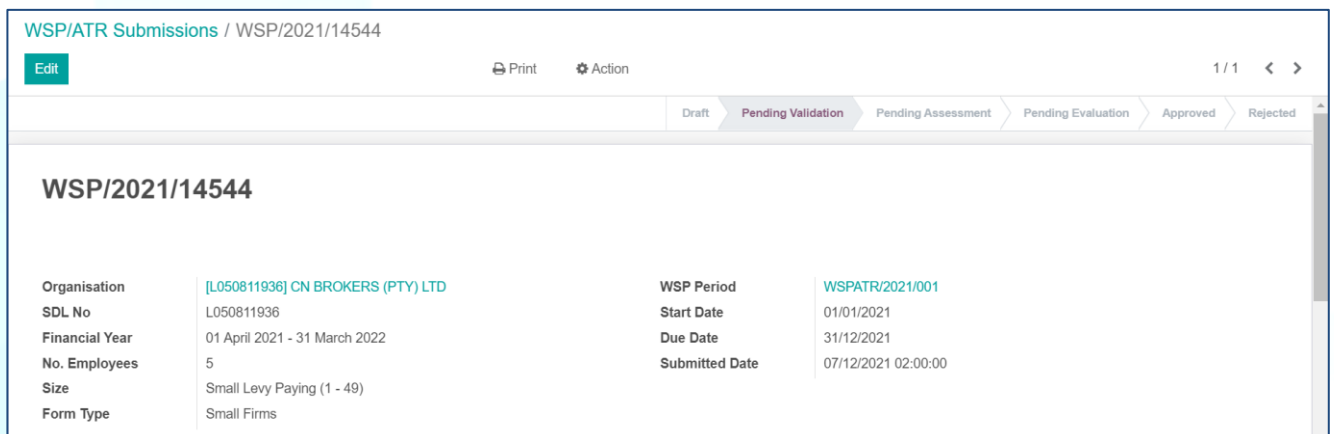 WSP/ATR Submissions / WSP/2021/14544
Edit Print Action 1 / 1
Draft Pending Validation Pending Assessment Pending Evaluation Approved Rejected
WSP/2021/14544
Organisation [L050811936] CN BROKERS (PTY) LTD WSP Period WSPATR/2021/001
SDL No L050811936 Start Date 01/01/2021
Financial Year 01 April 2021 - 31 March 2022 Due Date 31/12/2021
No. Employees 5 Submitted Date 07/12/2021 02:00:00
Size Small Levy Paying (1 - 49)
Form Type Small Firms